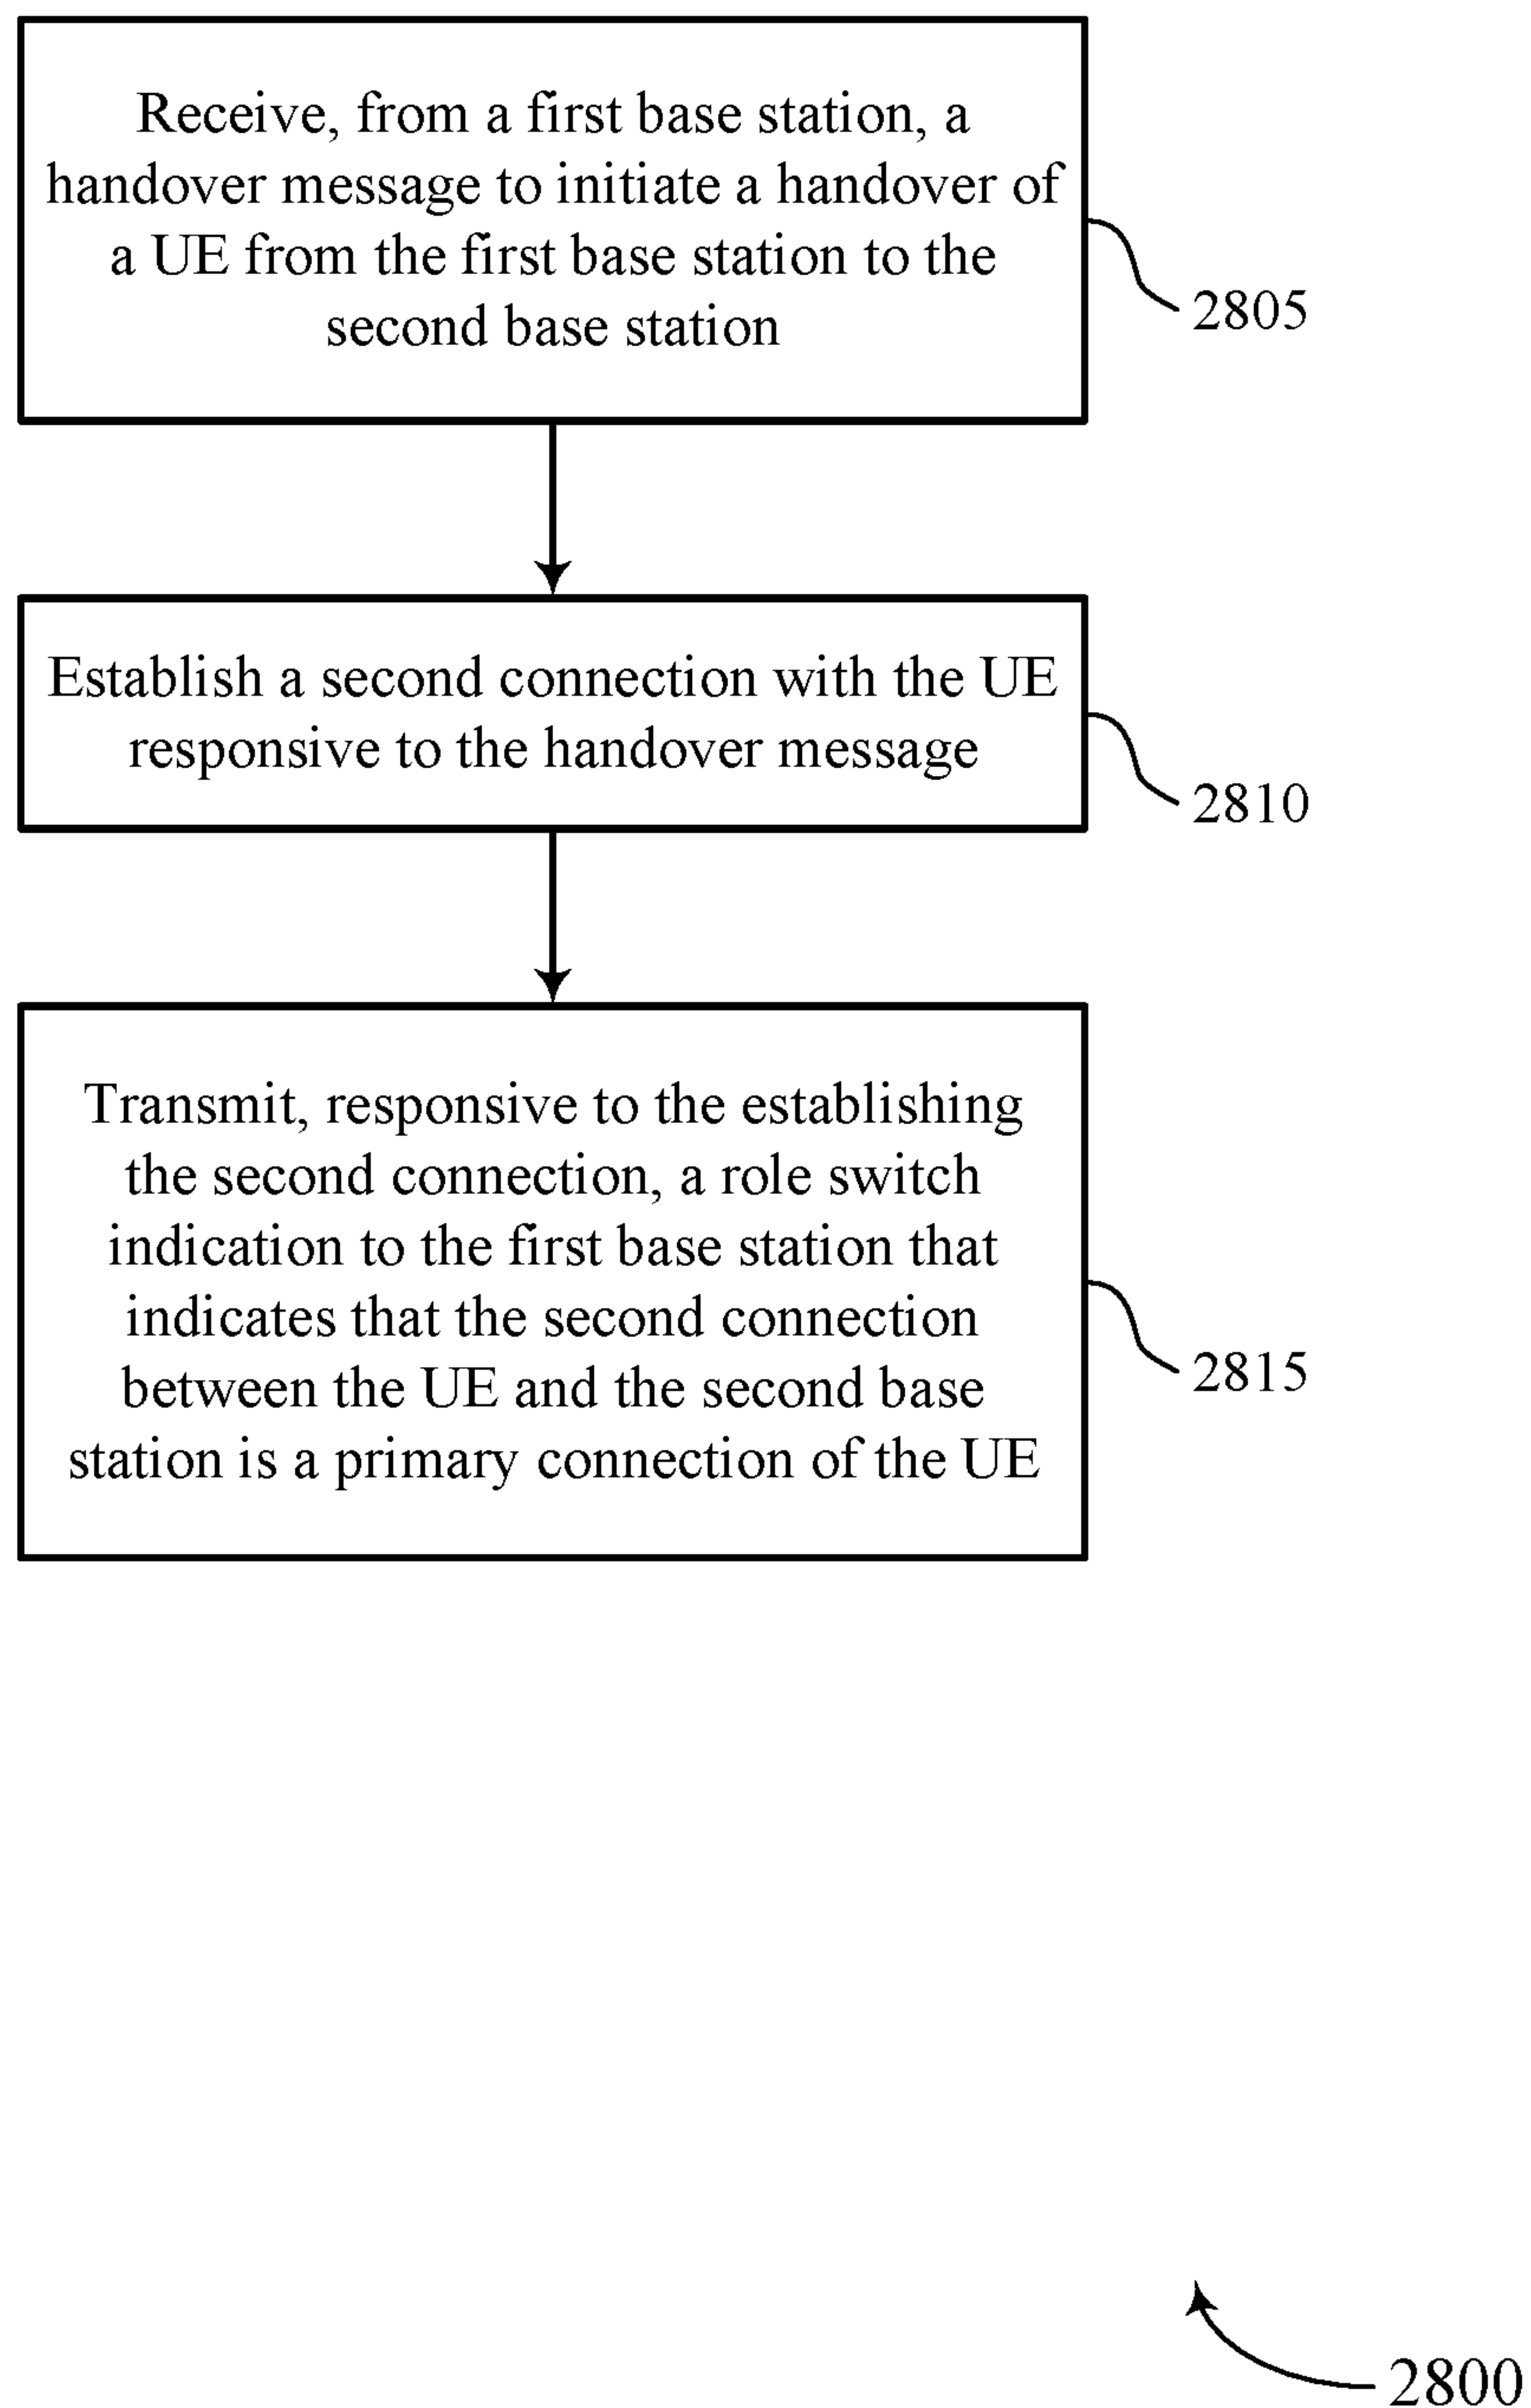 Receive, from a first base station, a
handover message to initiate a handover of
a UE from the first base station to the
second base station
2805
Establish a second connection with the UE
responsive to the handover message
2810
Transmit, responsive to the establishing
the second connection, a role switch
indication to the first base station that
indicates that the second connection
between the UE and the second base
station is a primary connection of the UE
2815
2800